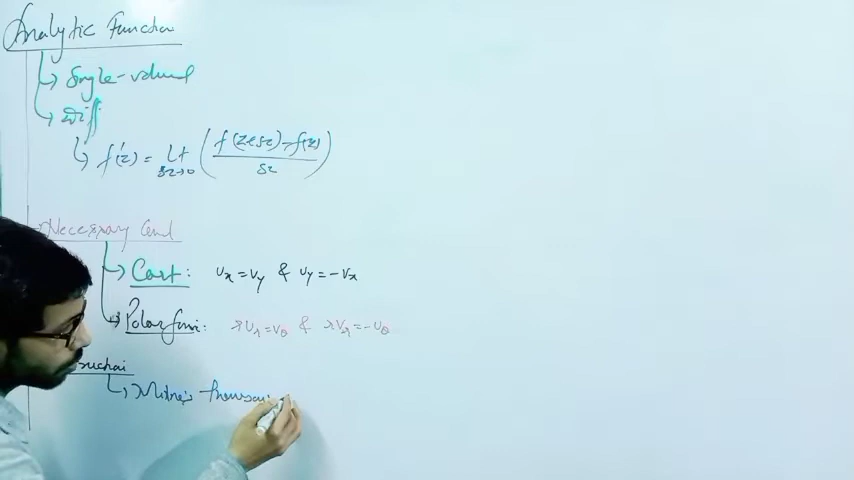 Analytic Function
Single-valued
Diff
f'(z) = Lt δz→0 ( f(z+δz) - f(z) / δz )
Necessary Cond
Cart: Ux = Vy & Uy = -Vx
Polar form: rUr = Vθ & rVr = -Uθ
Milne's